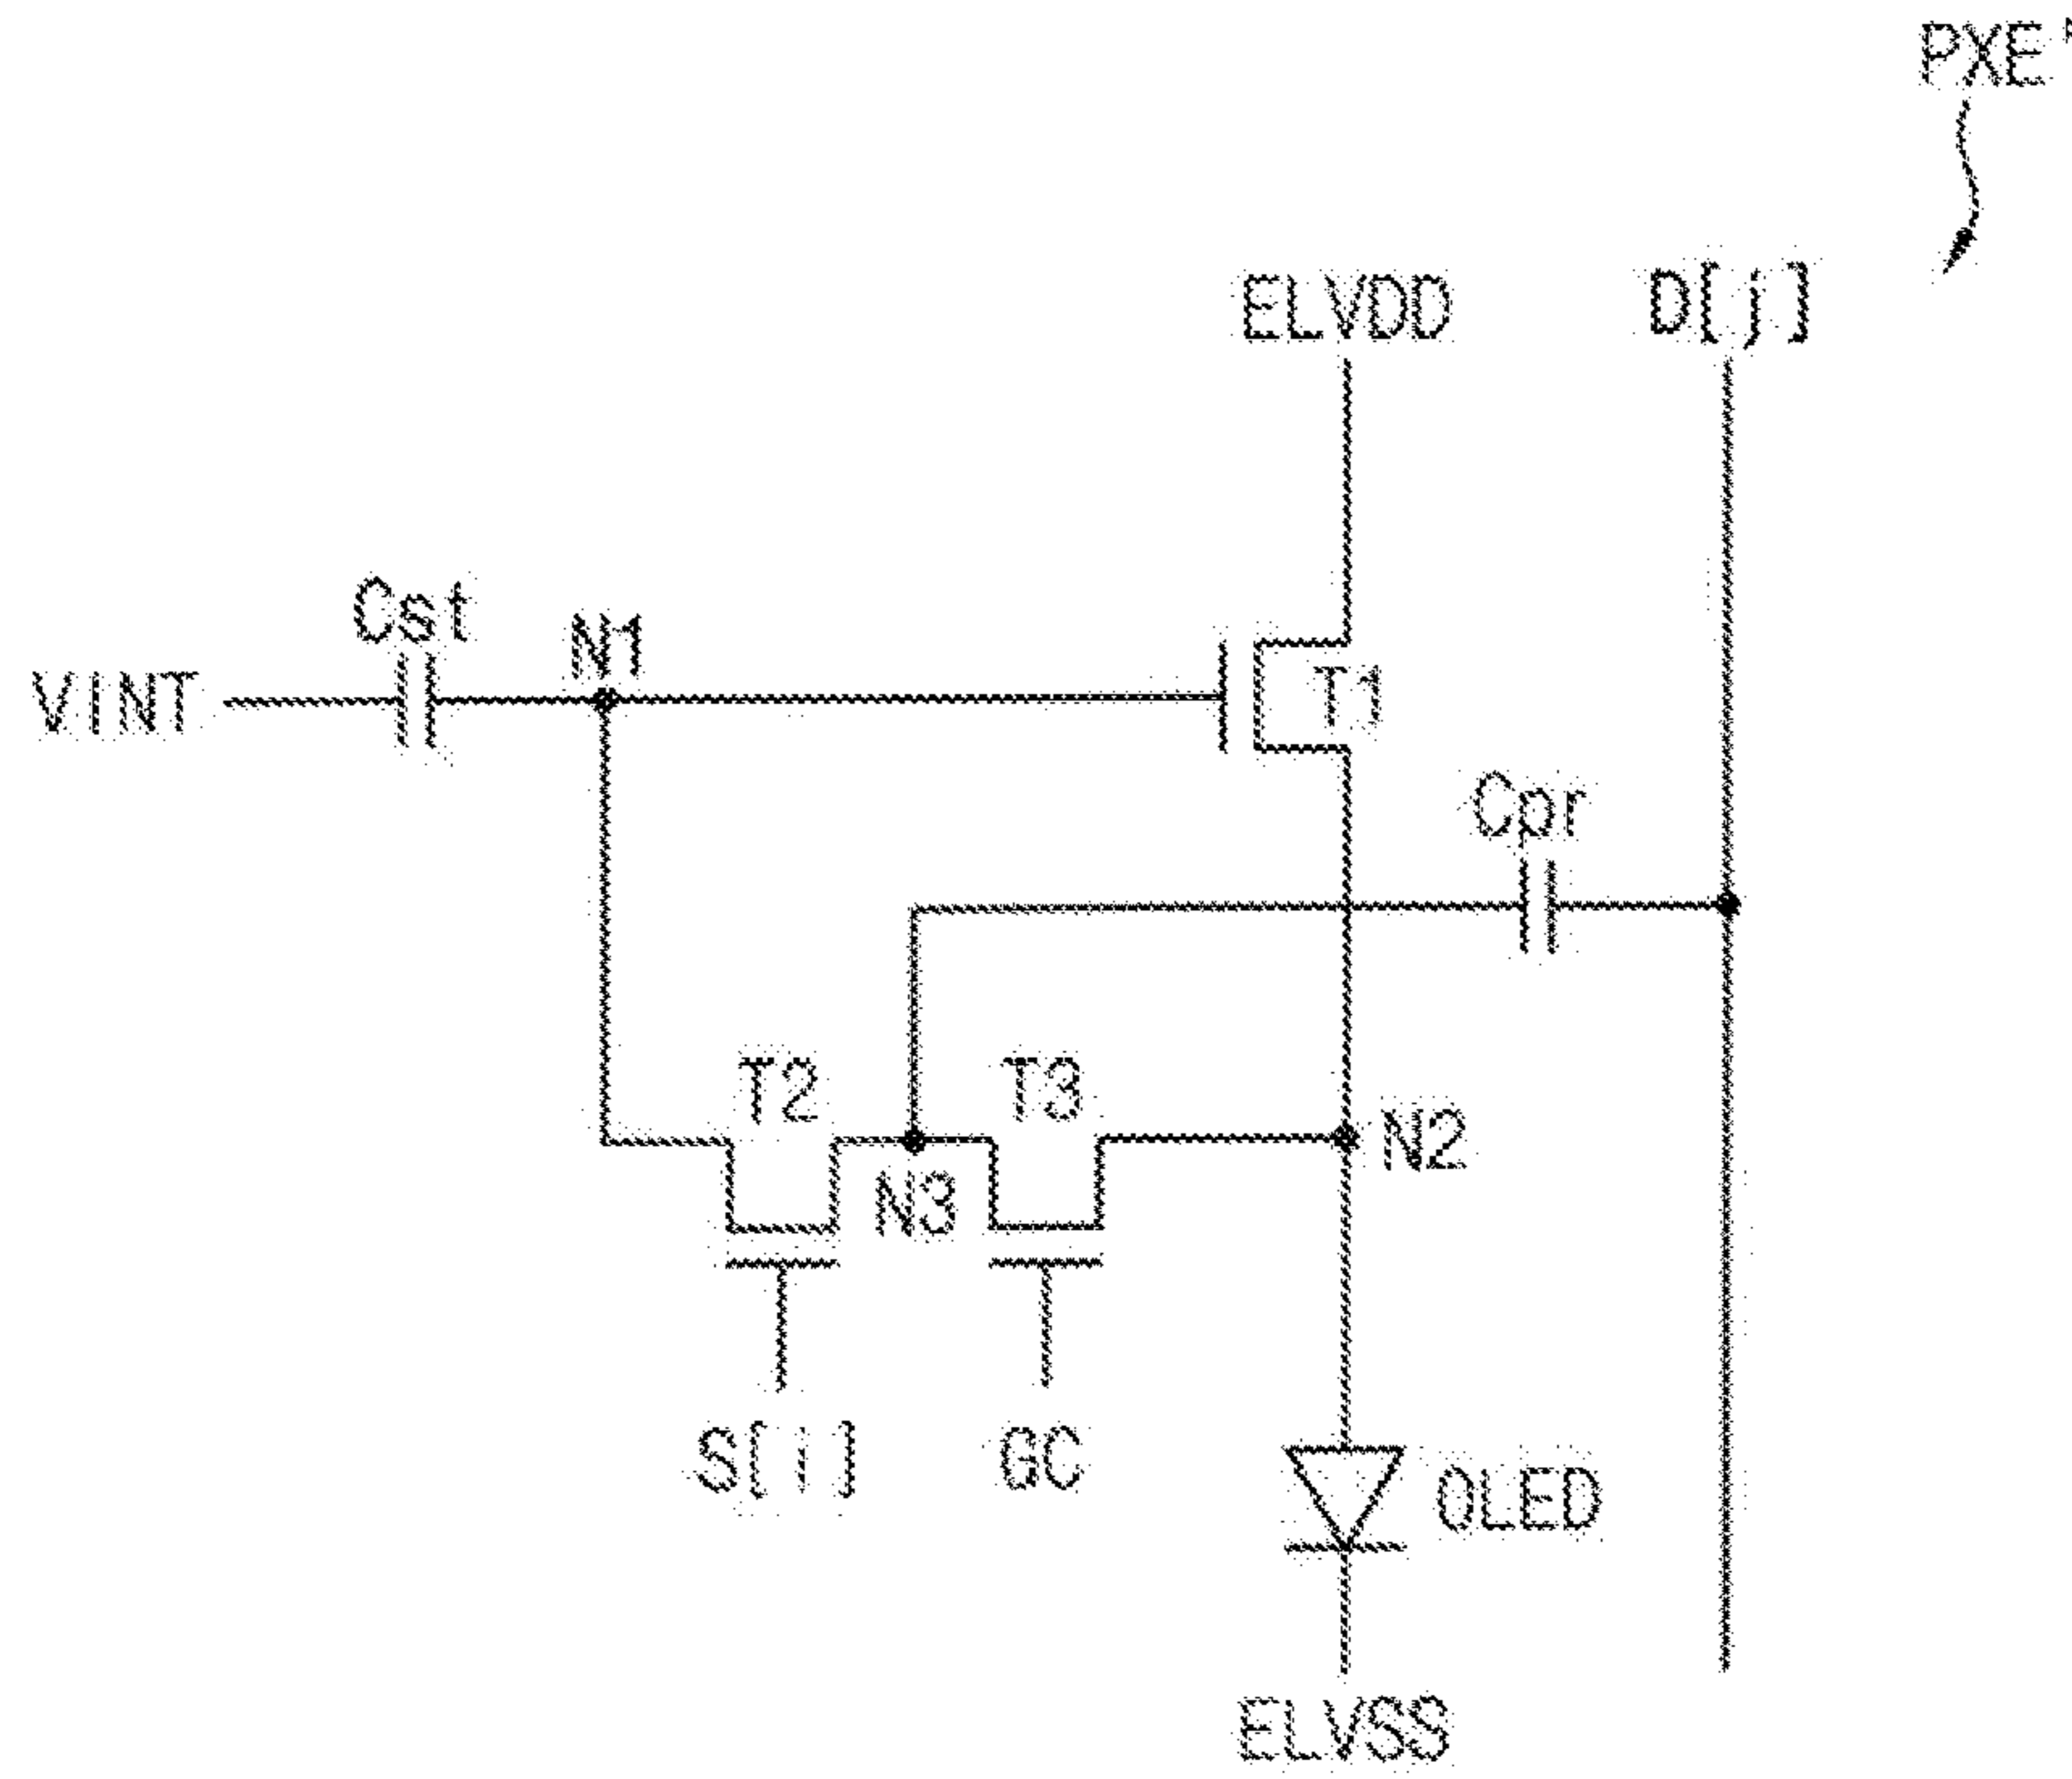 PXE
ELVDD
D[j]
Cst
N1
VINT
T1
Cpr
T2
T3
N2
N3
S[i]
GC
OLED
ELVSS